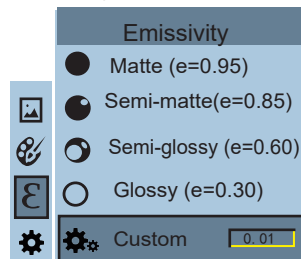 Emissivity
Matte (e=0.95)
Semi-matte(e=0.85)
Semi-glossy (e=0.60)
Glossy (e=0.30)
ε
Custom 0. 01